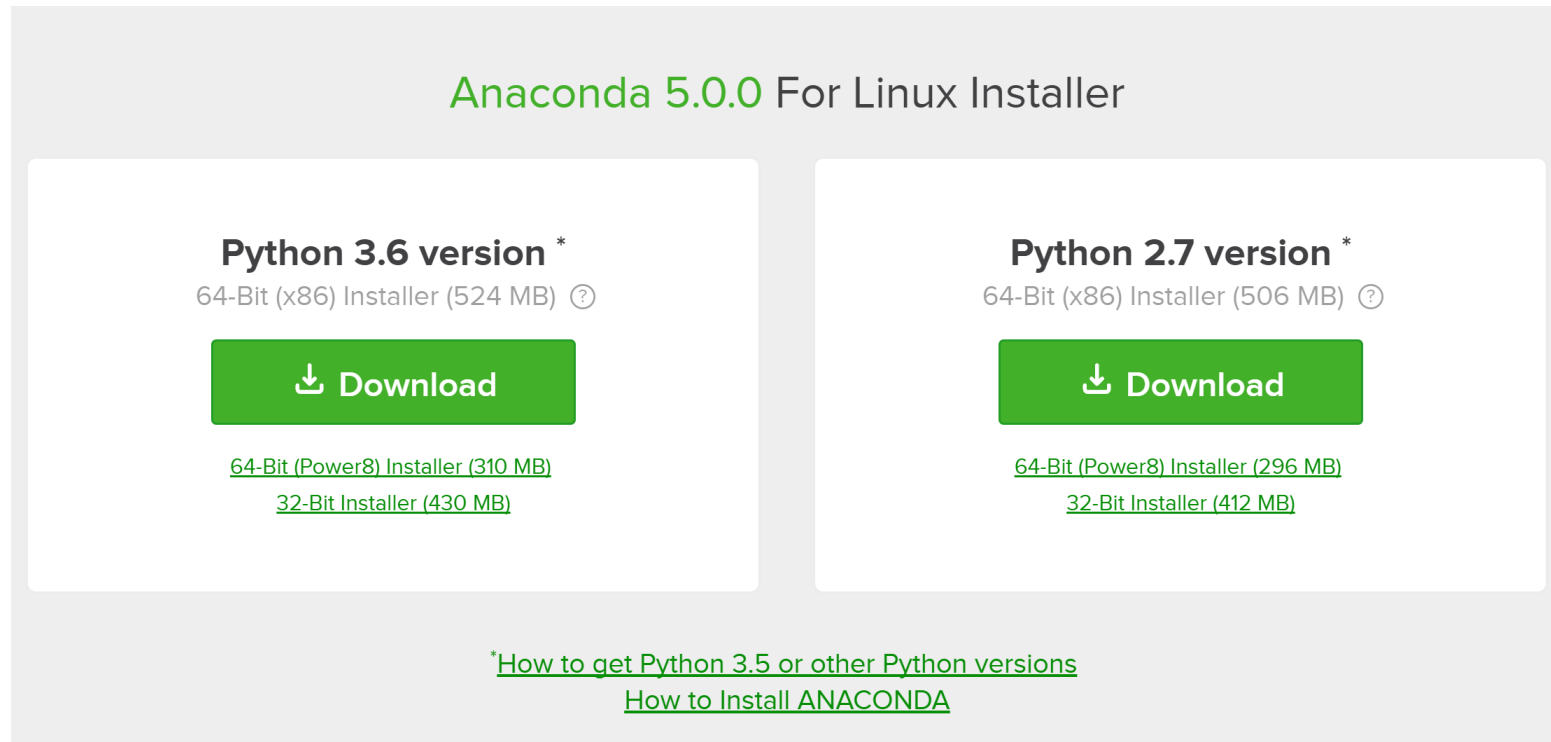 Anaconda 5.0.0 For Linux Installer
Python 3.6 version *
64-Bit (x86) Installer (524 MB) ?
Download
64-Bit (Power8) Installer (310 MB)
32-Bit Installer (430 MB)
Python 2.7 version *
64-Bit (x86) Installer (506 MB) ?
Download
64-Bit (Power8) Installer (296 MB)
32-Bit Installer (412 MB)
*How to get Python 3.5 or other Python versions
How to Install ANACONDA